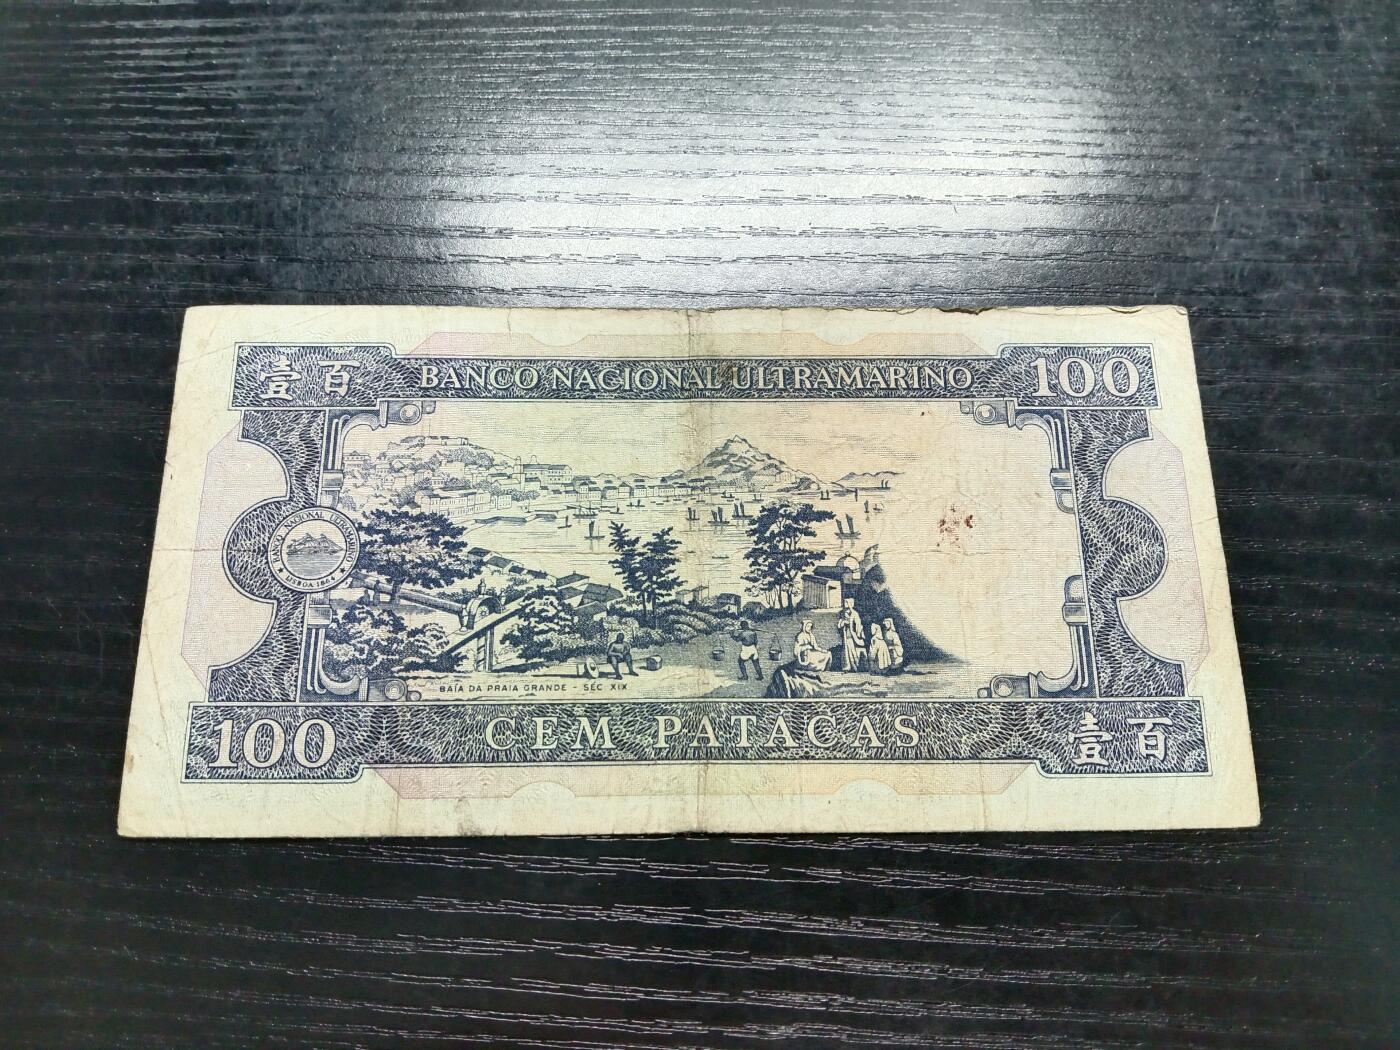 壹百 BANCO NACIONAL ULTRAMARINO 100
BANCO NACIONAL ULTRAMARINO
LISBOA 1864
BAÍA DA PRAIA GRANDE - SÉC XIX
100 CEM PATACAS 壹百